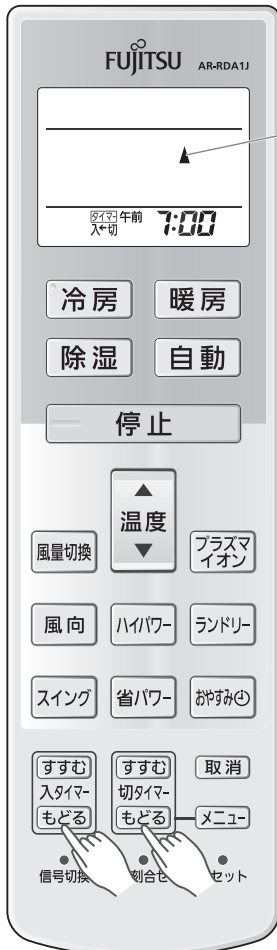 FUJITSU AR-RDA1J
タイマー 午前 7:00
入←切
冷房 暖房
除湿 自動
停止
温度
風量切換 プラズマイオン
風向 ハイパワー ランドリー
スイング 省パワー おやすみ
すすむ すすむ 取消
入タイマー 切タイマー
もどる もどる メニュー
信号切換 刻合せ セット